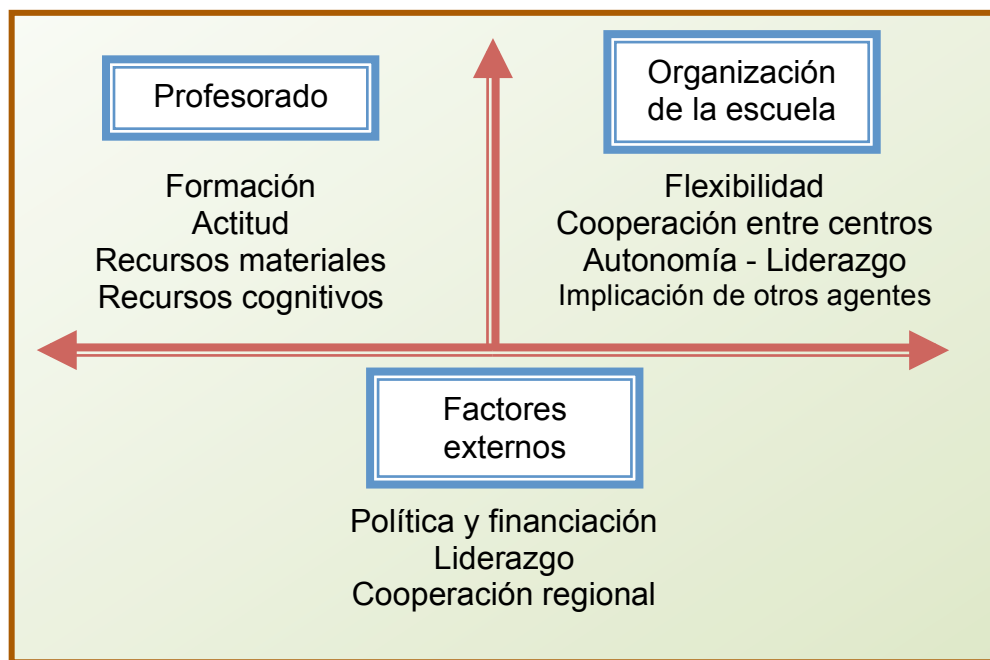 Profesorado
Formación
Actitud
Recursos materiales
Recursos cognitivos
Organización
de la escuela
Flexibilidad
Cooperación entre centros
Autonomía - Liderazgo
Implicación de otros agentes
Factores
externos
Política y financiación
Liderazgo
Cooperación regional